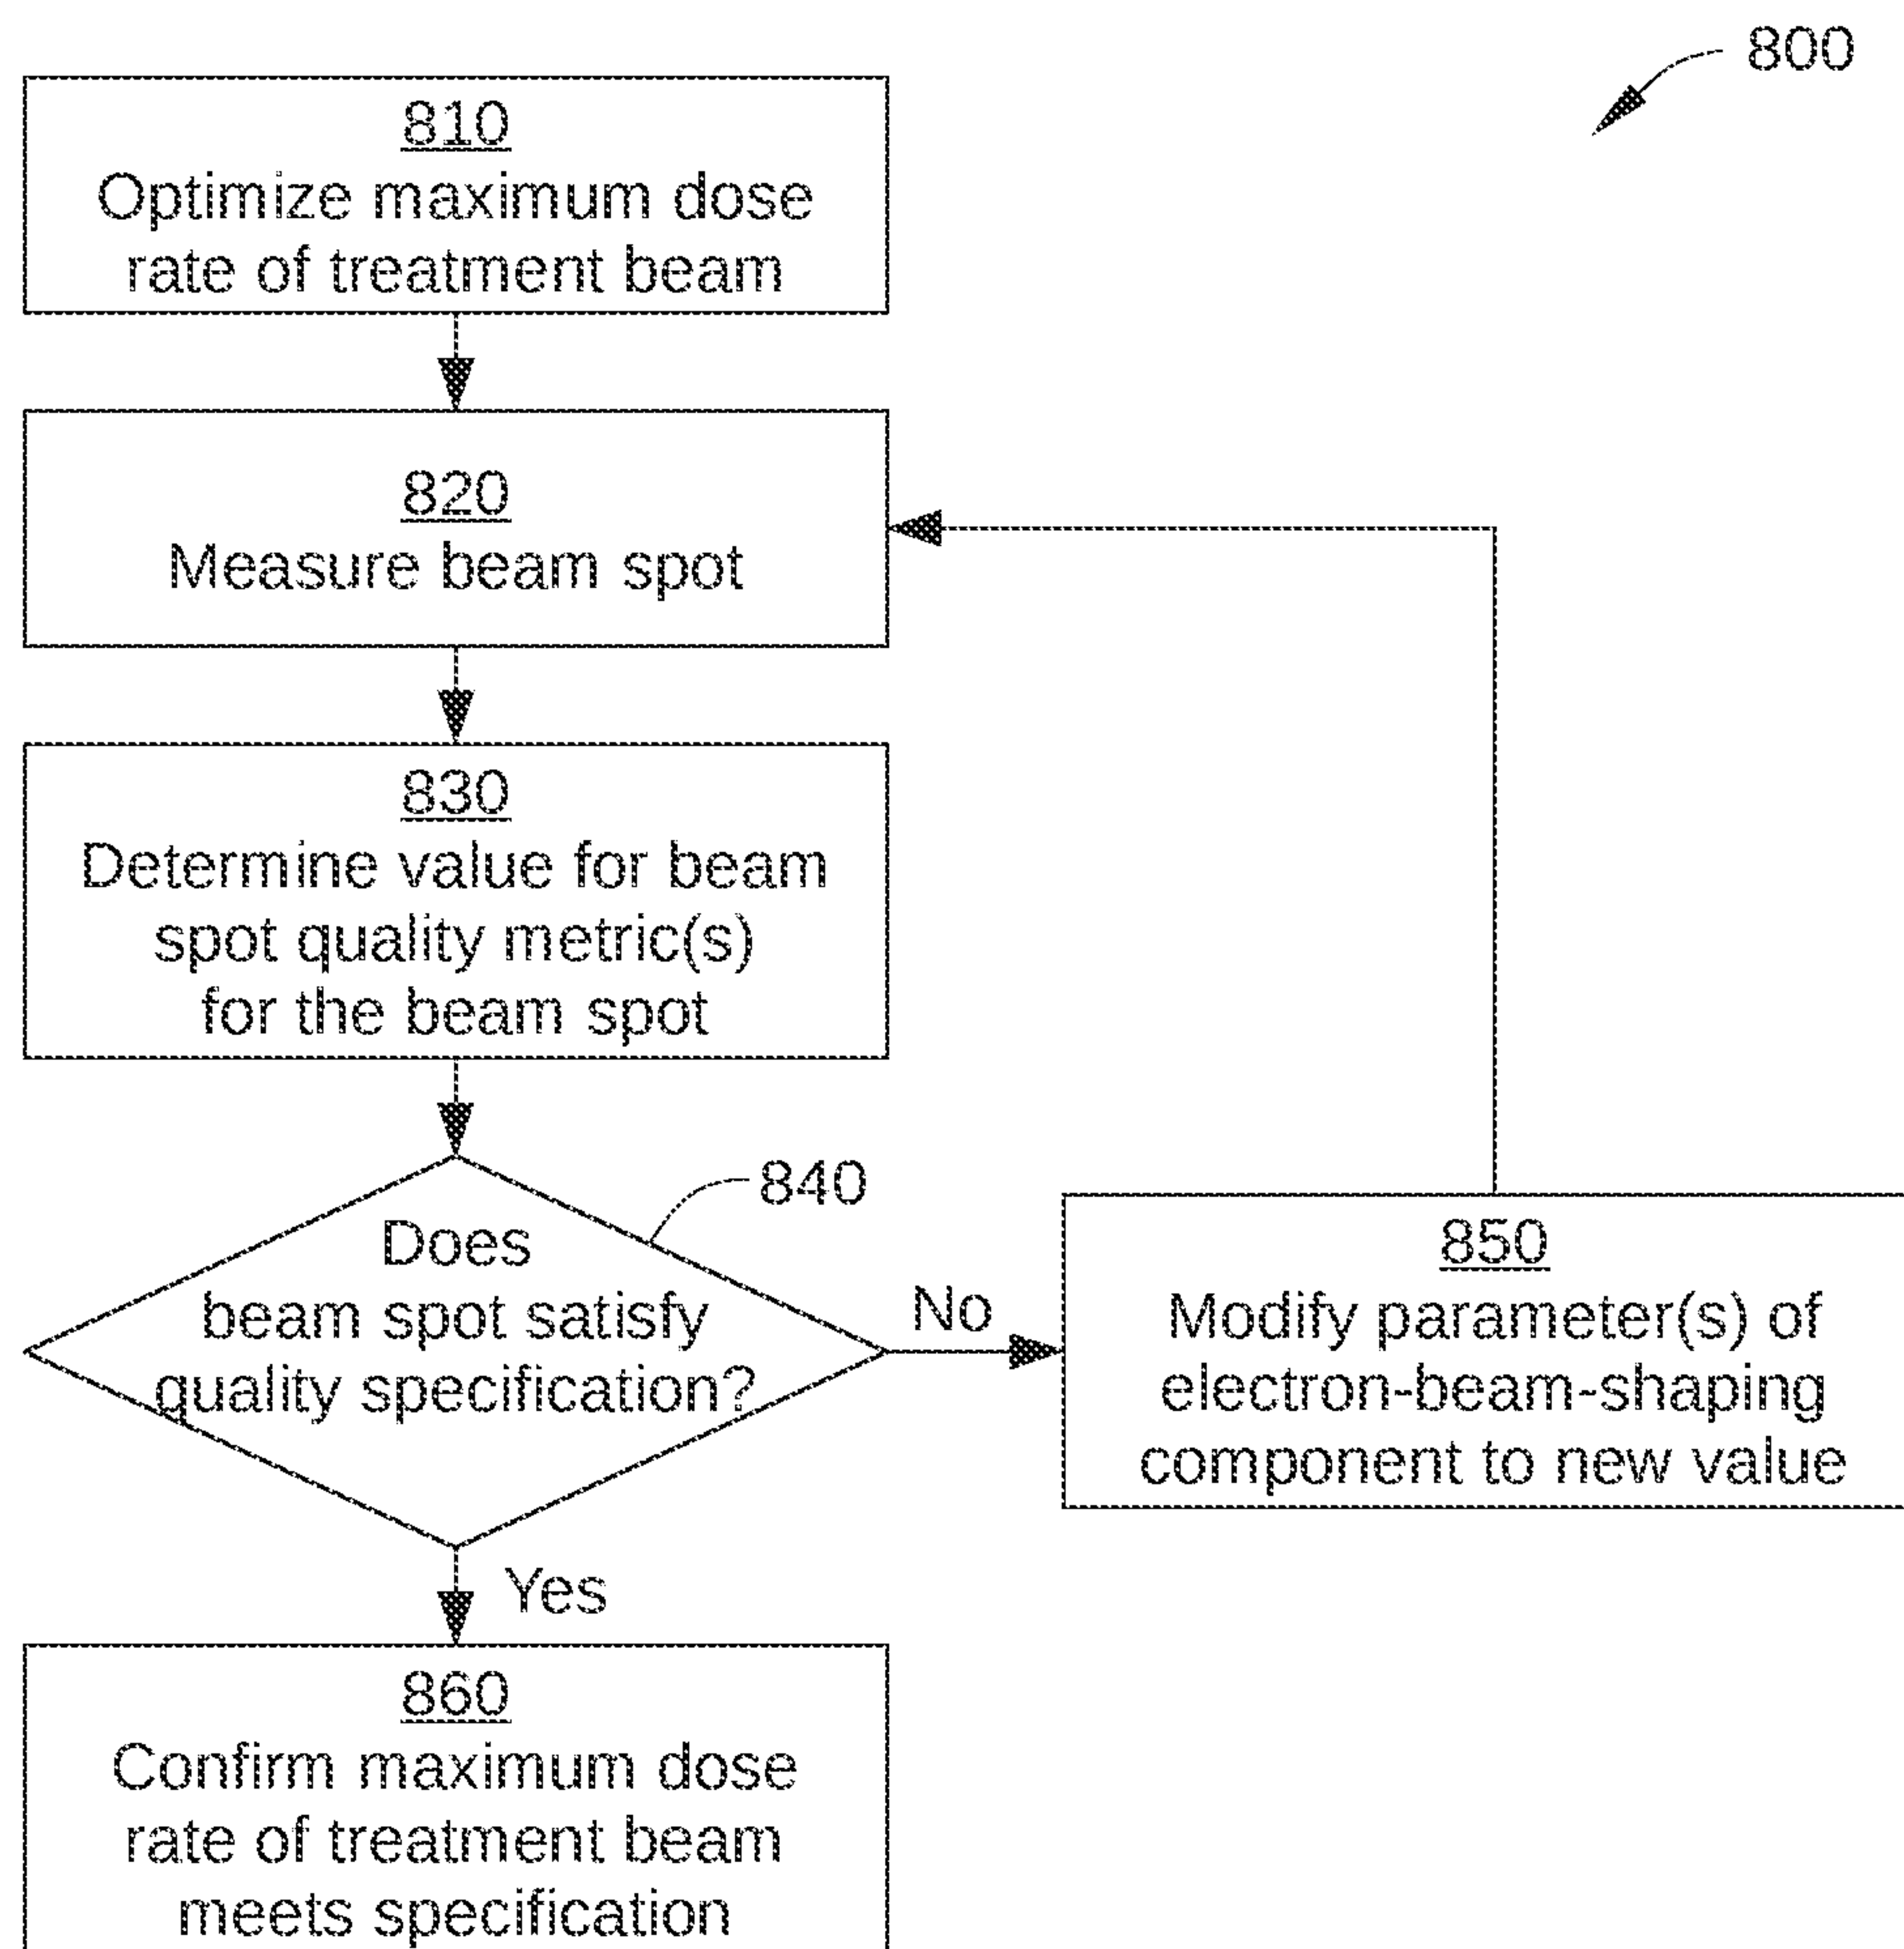 800
810
Optimize maximum dose
rate of treatment beam
820
Measure beam spot
830
Determine value for beam
spot quality metric(s)
for the beam spot
840
Does
beam spot satisfy
quality specification?
No
850
Modify parameter(s) of
electron-beam-shaping
component to new value
Yes
860
Confirm maximum dose
rate of treatment beam
meets specification